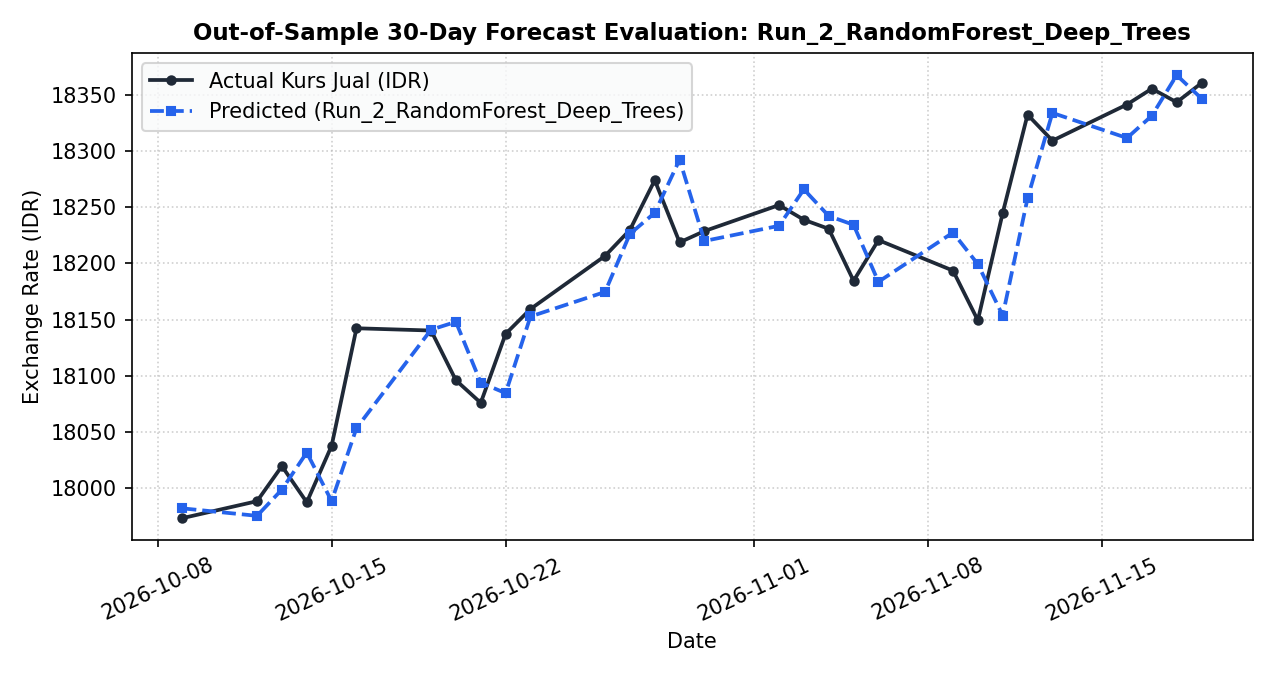 Out-of-Sample 30-Day Forecast Evaluation: Run_2_RandomForest_Deep_Trees
Actual Kurs Jual (IDR)
Predicted (Run_2_RandomForest_Deep_Trees)
Exchange Rate (IDR)
18350
18300
18250
18200
18150
18100
18050
18000
2026-10-08
2026-10-15
2026-10-22
2026-11-01
2026-11-08
2026-11-15
Date